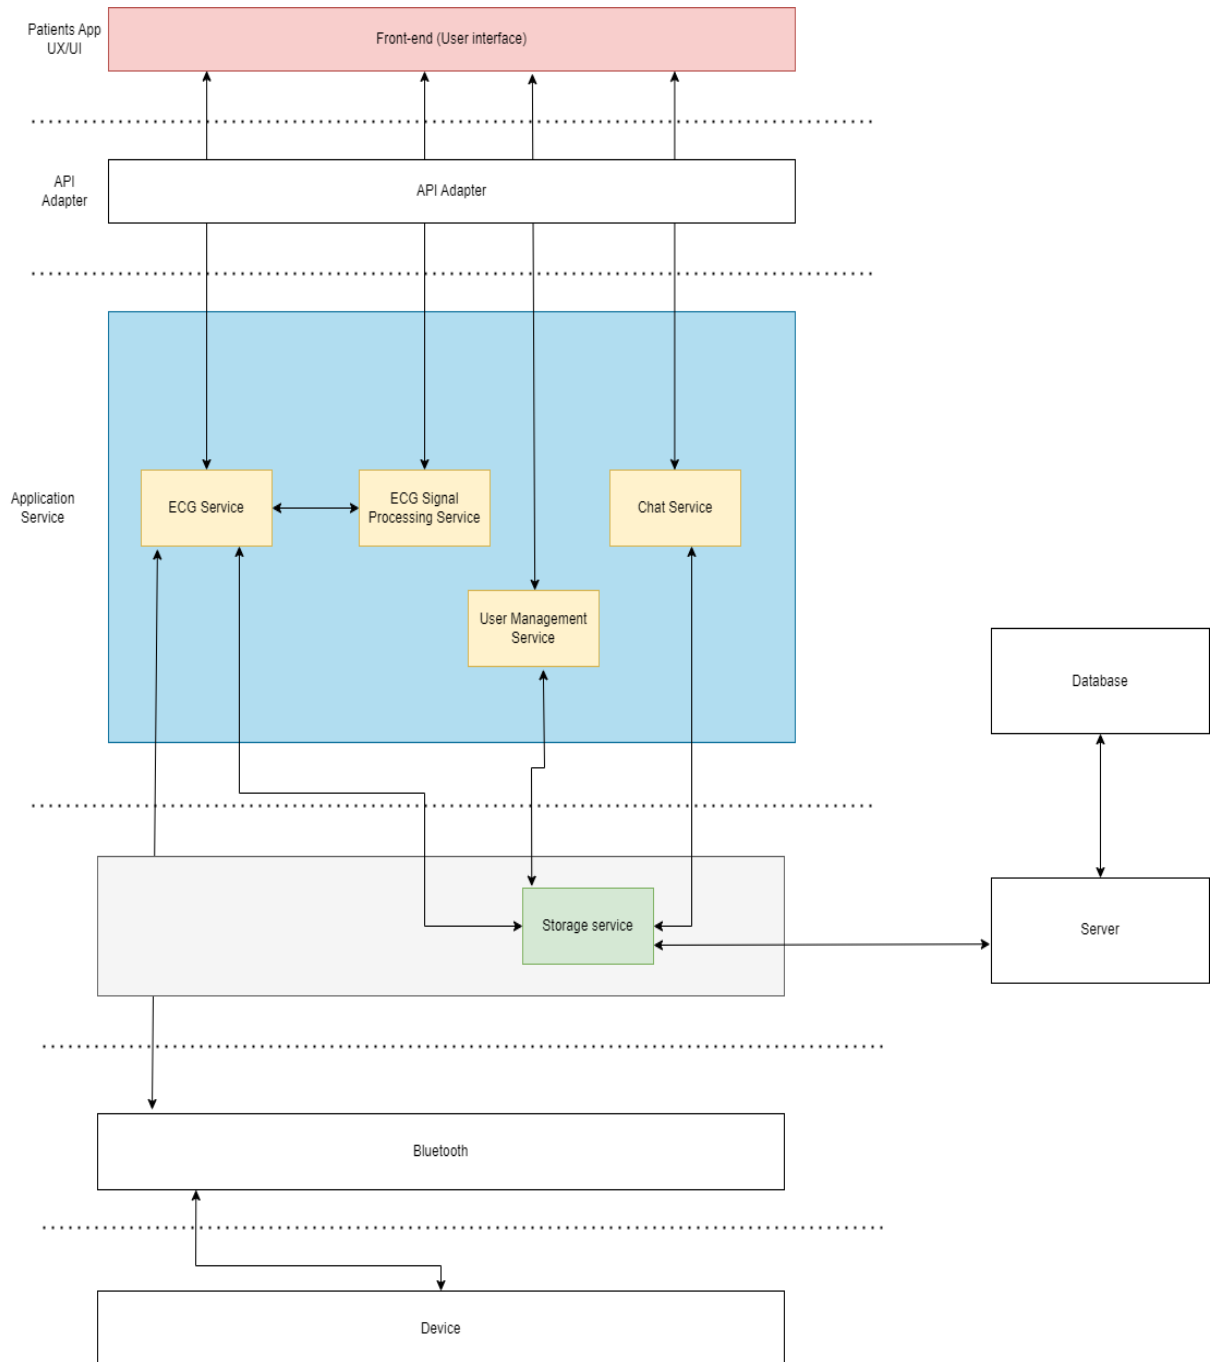 Patients App
UX/UI
Front-end (User interface)
API
Adapter
API Adapter
Application
Service
ECG Service
ECG Signal
Processing Service
Chat Service
User Management
Service
Database
Storage service
Server
Bluetooth
Device